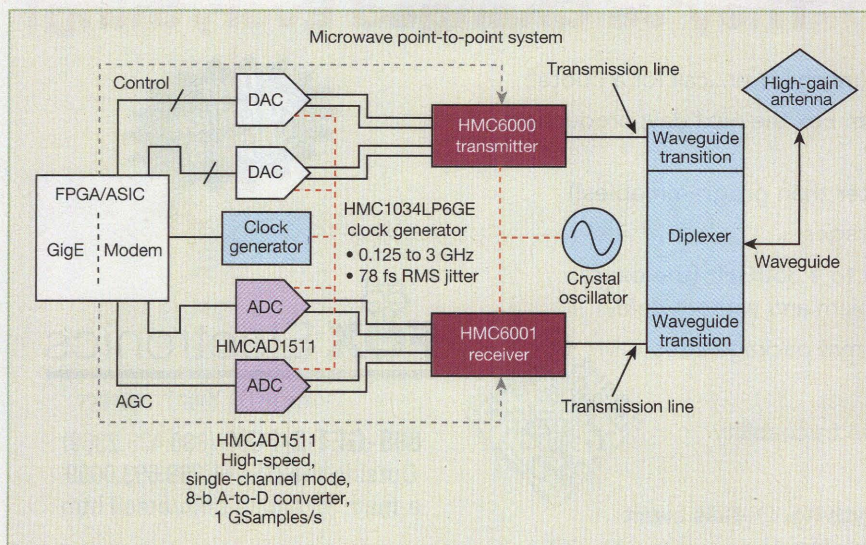 Microwave point-to-point system
Control
DAC
DAC
HMC6000
transmitter
Transmission line
High-gain
antenna
Waveguide
transition
FPGA/ASIC
GigE
Modem
Clock
generator
HMC1034LP6GE
clock generator
• 0.125 to 3 GHz
• 78 fs RMS jitter
Crystal
oscillator
Diplexer
Waveguide
ADC
HMCAD1511
ADC
HMC6001
receiver
Waveguide
transition
AGC
Transmission line
HMCAD1511
High-speed,
single-channel mode,
8-b A-to-D converter,
1 GSamples/s